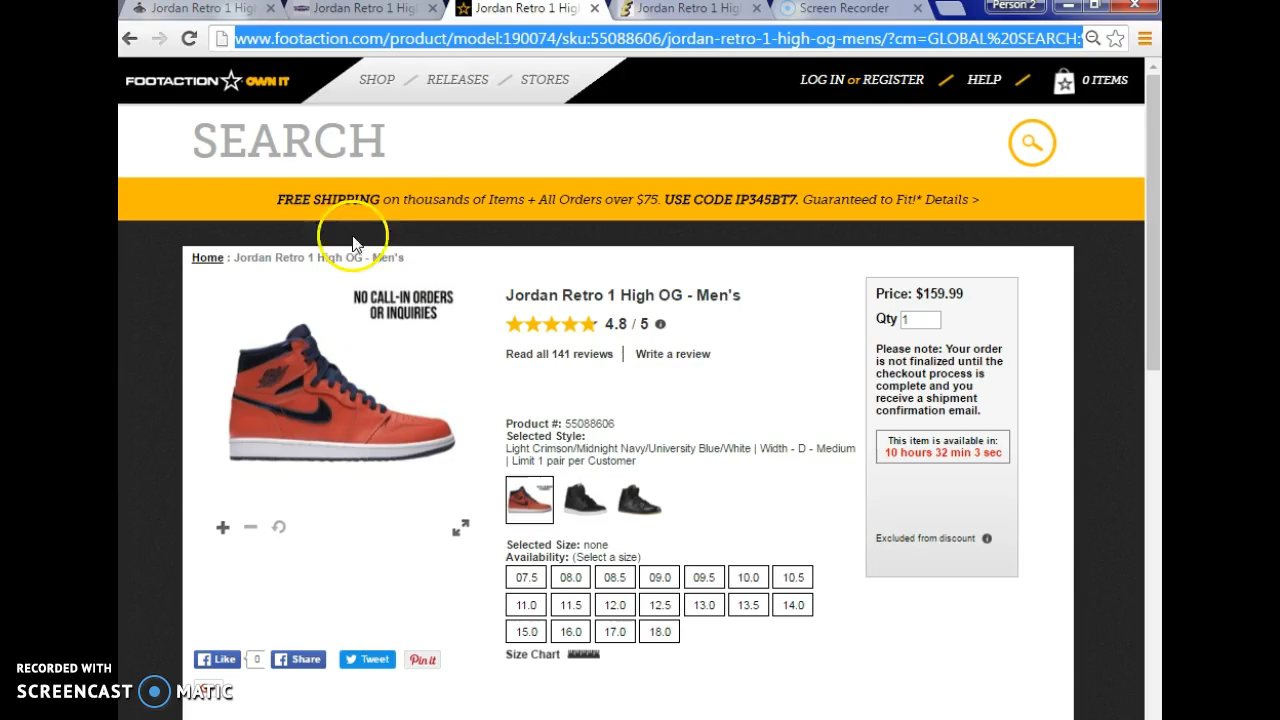 Jordan Retro 1 Hig
Jordan Retro 1 High
Jordan Retro 1 Hig
Jordan Retro 1 Hig
Screen Recorder
Person 2
www.footaction.com/product/model:190074/sku:55088606/jordan-retro-1-high-og-mens/?cm=GLOBAL%20SEARCH:
FOOTACTION OWN IT
SHOP / RELEASES / STORES
LOG IN or REGISTER / HELP / 0 ITEMS
SEARCH
FREE SHIPPING on thousands of Items + All Orders over $75. USE CODE IP345BT7. Guaranteed to Fit!* Details >
Home : Jordan Retro 1 High OG - Men's
NO CALL-IN ORDERS
OR INQUIRIES
Jordan Retro 1 High OG - Men's
4.8 / 5
Read all 141 reviews | Write a review
Product #: 55088606
Selected Style:
Light Crimson/Midnight Navy/University Blue/White | Width - D - Medium
| Limit 1 pair per Customer
Selected Size: none
Availability: (Select a size)
07.5 08.0 08.5 09.0 09.5 10.0 10.5
11.0 11.5 12.0 12.5 13.0 13.5 14.0
15.0 16.0 17.0 18.0
Size Chart
Price: $159.99
Qty 1
Please note: Your order
is not finalized until the
checkout process is
complete and you
receive a shipment
confirmation email.
This item is available in:
10 hours 32 min 3 sec
Excluded from discount
Like 0 Share Tweet Pin it
RECORDED WITH
SCREENCAST MATIC